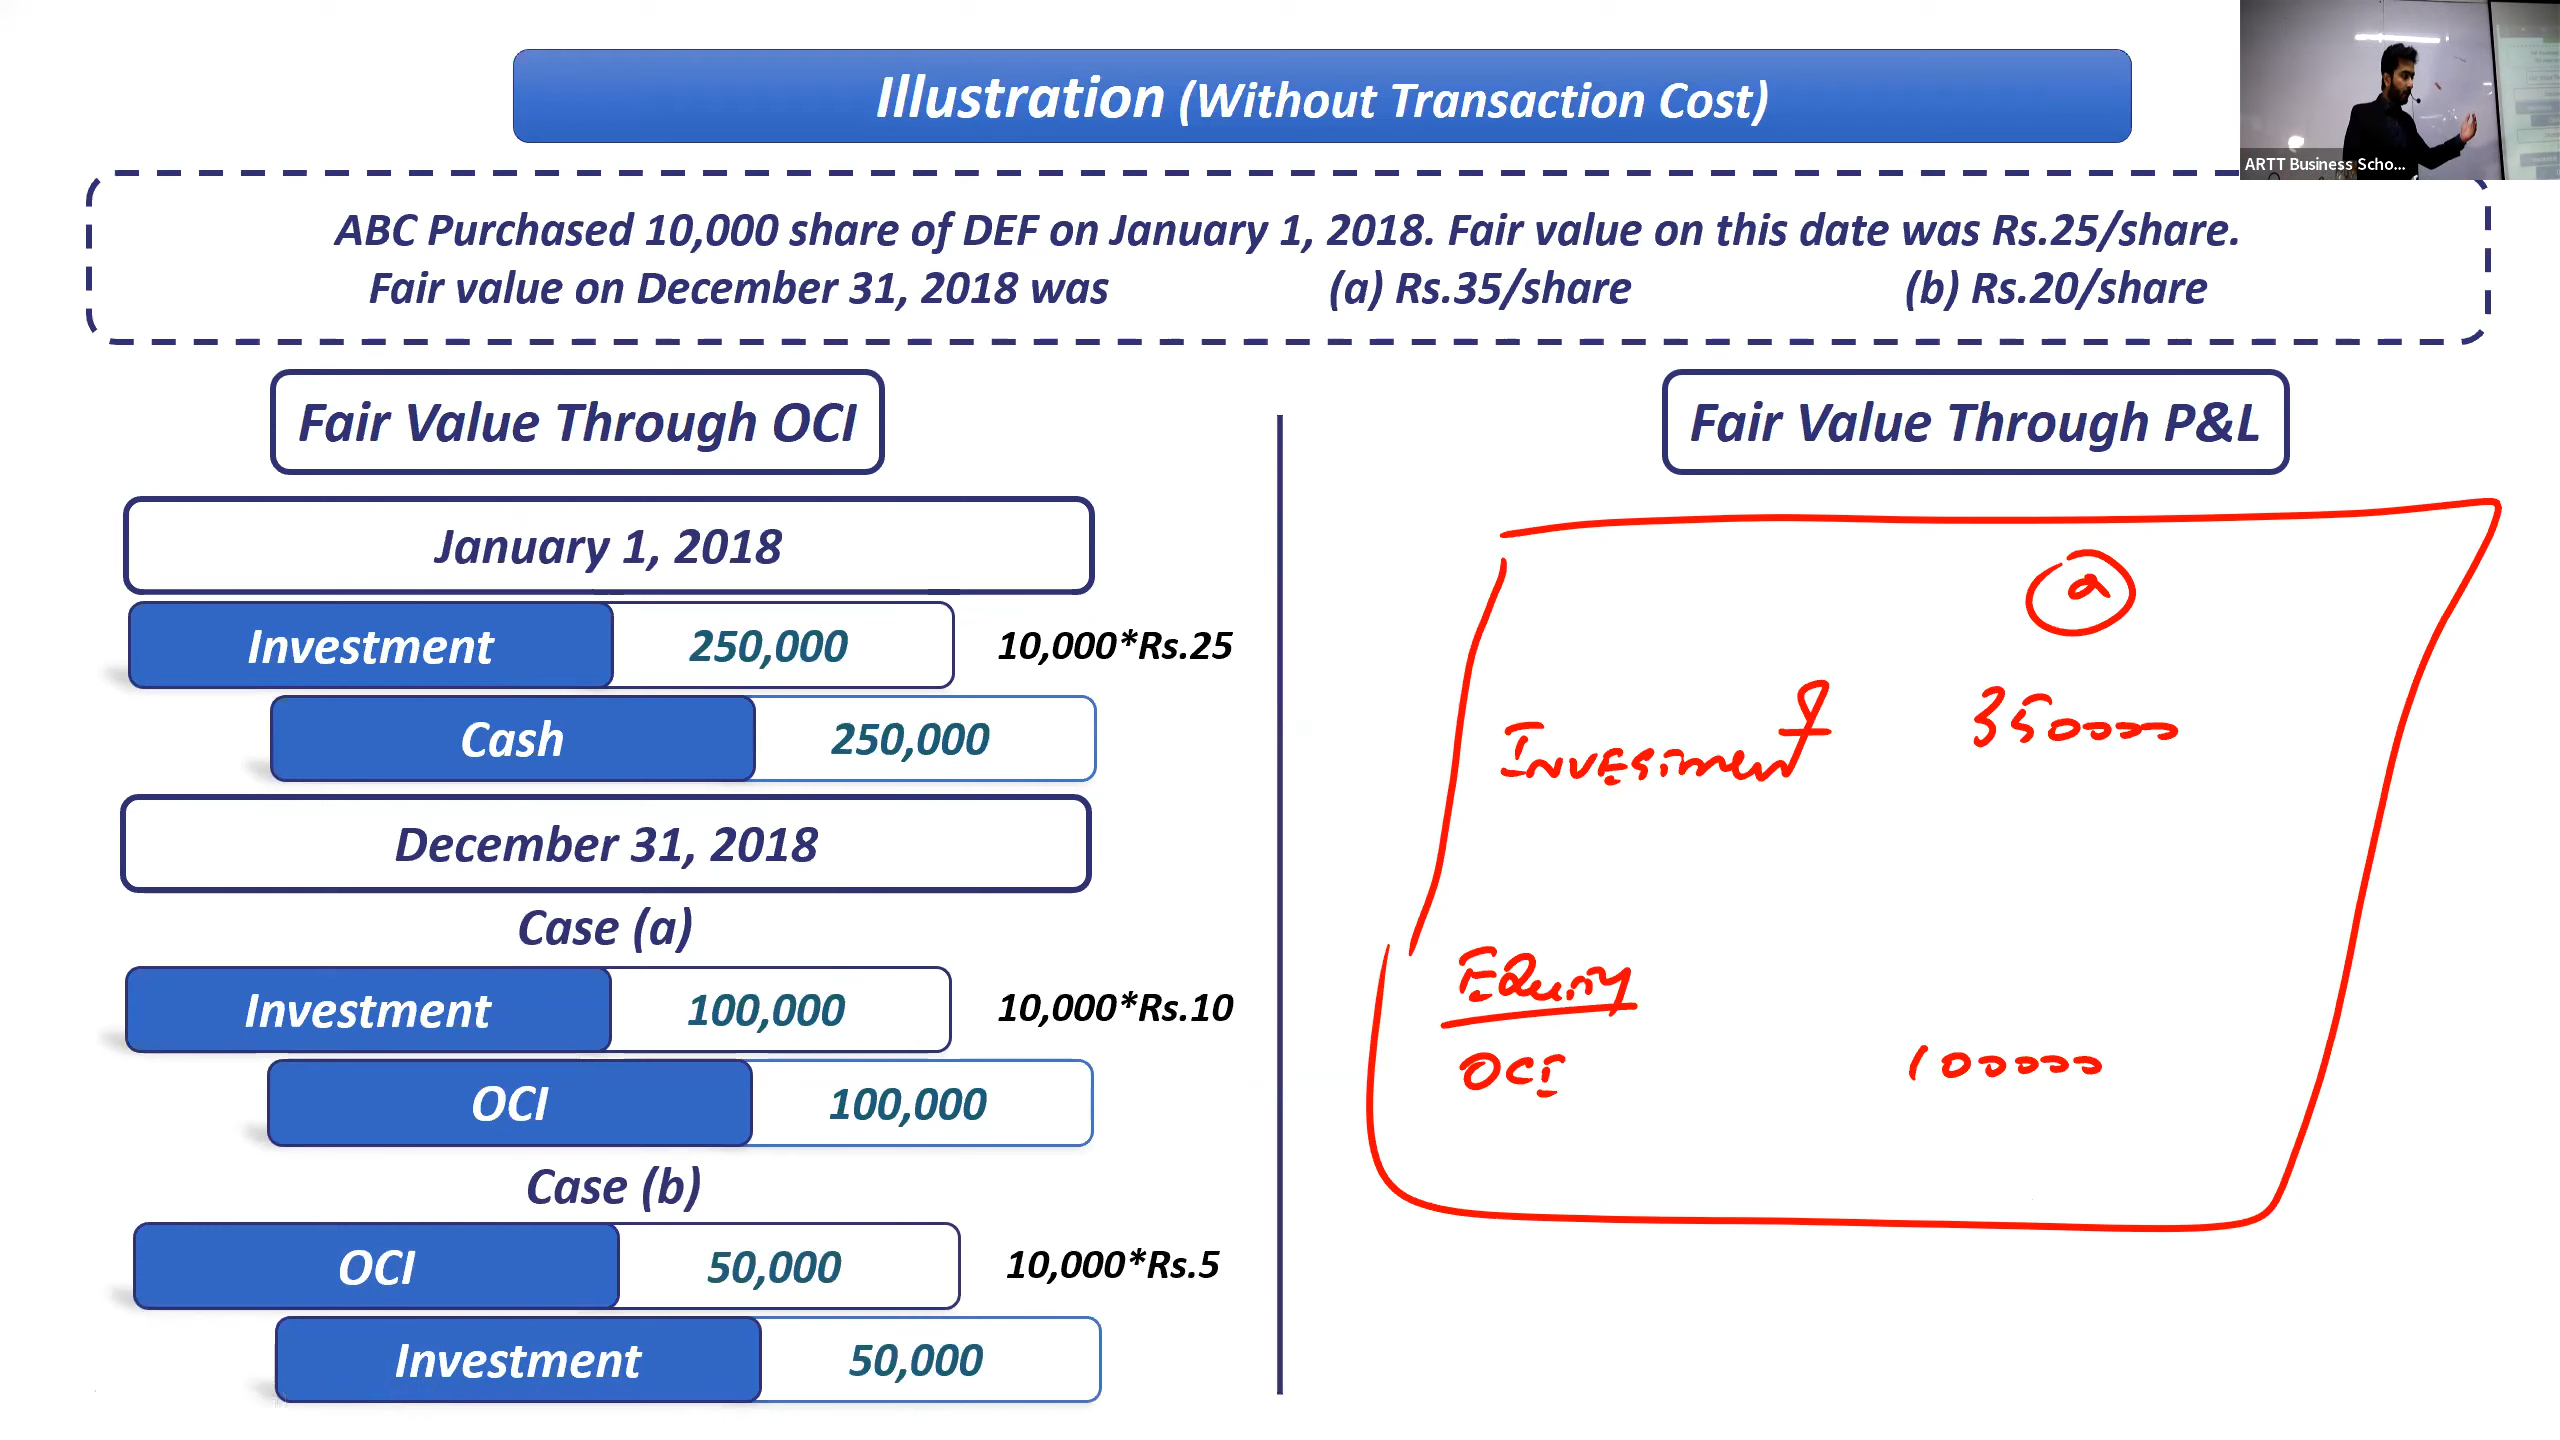 Illustration (Without Transaction Cost)
ARTT Business Scho...
ABC Purchased 10,000 share of DEF on January 1, 2018. Fair value on this date was Rs.25/share.
Fair value on December 31, 2018 was (a) Rs.35/share (b) Rs.20/share
Fair Value Through OCI
January 1, 2018
Investment 250,000 10,000*Rs.25
Cash 250,000
December 31, 2018
Case (a)
Investment 100,000 10,000*Rs.10
OCI 100,000
Case (b)
OCI 50,000 10,000*Rs.5
Investment 50,000
Fair Value Through P&L
a
Investment 350000
Equity
OCI 100000